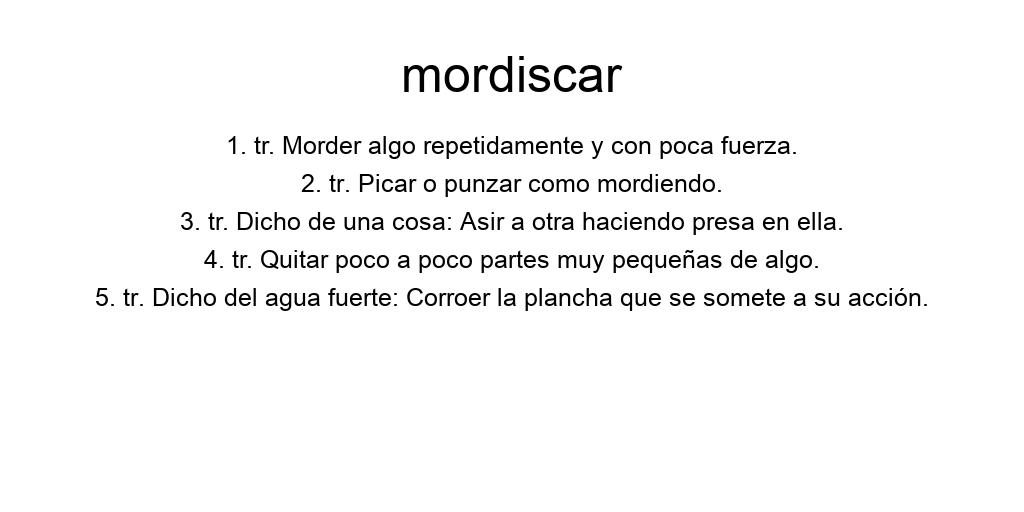 mordiscar
1. tr. Morder algo repetidamente y con poca fuerza.
2. tr. Picar o punzar como mordiendo.
3. tr. Dicho de una cosa: Asir a otra haciendo presa en ella.
4. tr. Quitar poco a poco partes muy pequeñas de algo.
5. tr. Dicho del agua fuerte: Corroer la plancha que se somete a su acción.